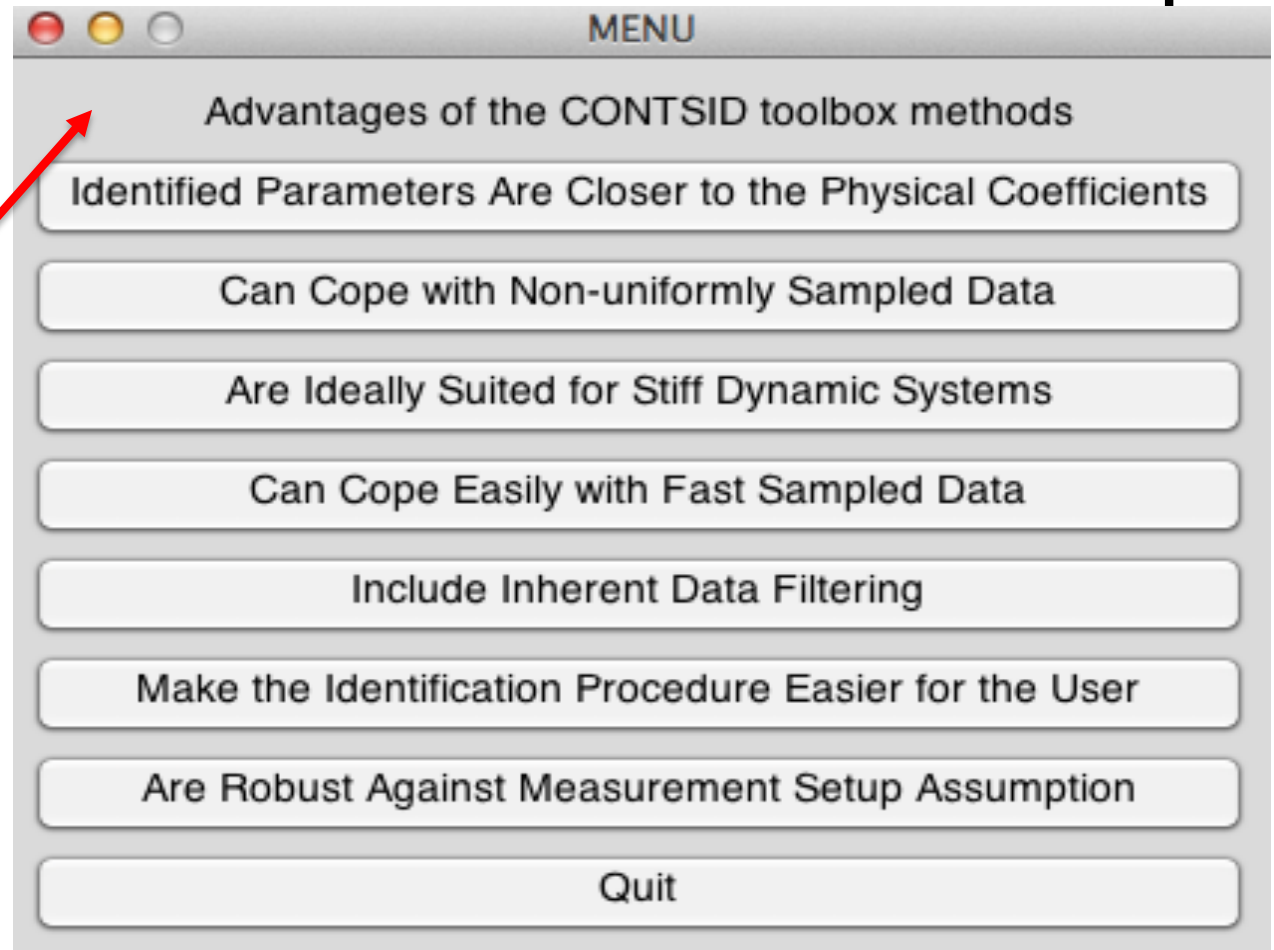 MENU
Advantages of the CONTSID toolbox methods
Identified Parameters Are Closer to the Physical Coefficients
Can Cope with Non-uniformly Sampled Data
Are Ideally Suited for Stiff Dynamic Systems
Can Cope Easily with Fast Sampled Data
Include Inherent Data Filtering
Make the Identification Procedure Easier for the User
Are Robust Against Measurement Setup Assumption
Quit